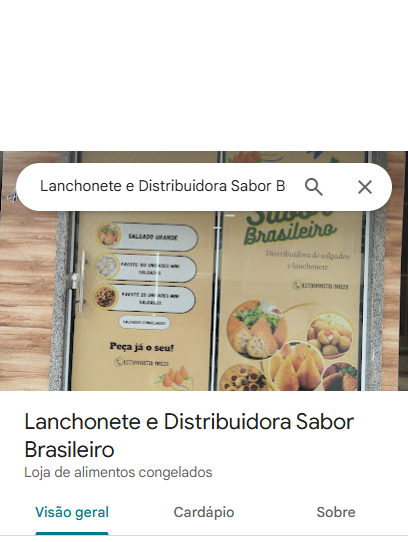 Lanchonete e Distribuidora Sabor B
SALGADO GRANDE
Sabor
Brasileiro
Distribuidora de salgados
e lanchonete
PACOTE 100 UNIDADES MINI
SALGADOS
PACOTE 25 UNIDADES MINI
SALGADOS
SALGADOS CONGELADOS
Peça já o seu!
Lanchonete e Distribuidora Sabor
Brasileiro
Loja de alimentos congelados
Visão geral
Cardápio
Sobre